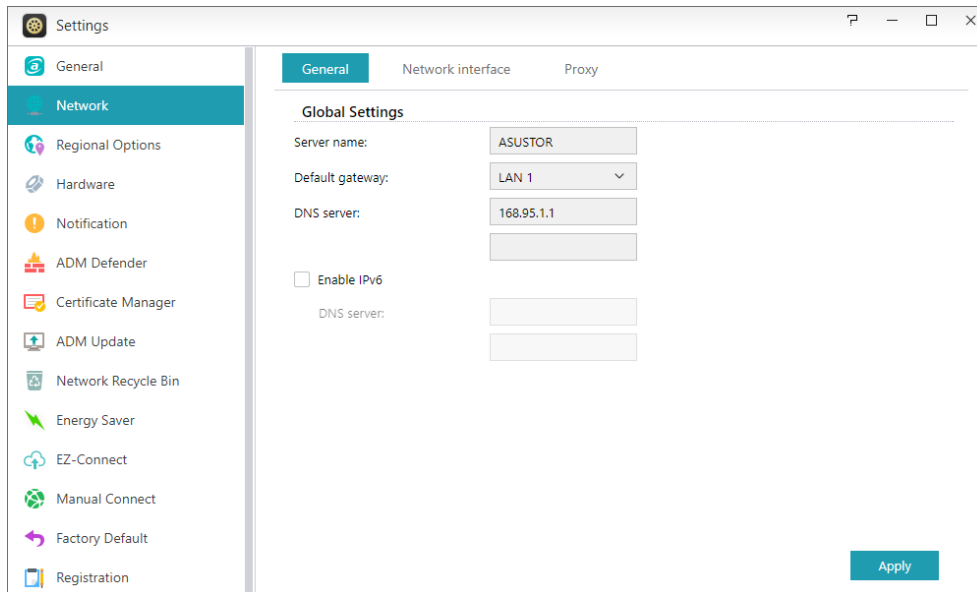 Settings
General
Network
Regional Options
Hardware
Notification
ADM Defender
Certificate Manager
ADM Update
Network Recycle Bin
Energy Saver
EZ-Connect
Manual Connect
Factory Default
Registration
General Network interface Proxy
Global Settings
Server name: ASUSTOR
Default gateway: LAN 1
DNS server: 168.95.1.1
Enable IPv6
DNS server:
Apply